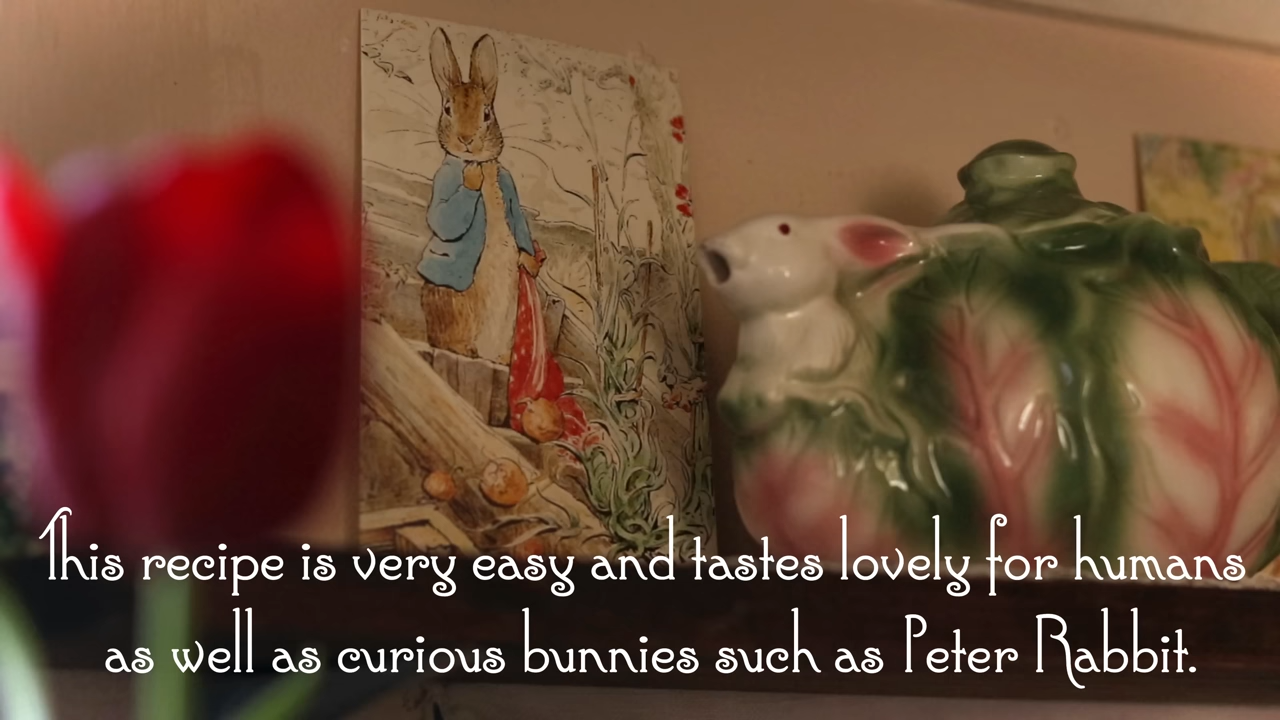 This recipe is very easy and tastes lovely for humans
as well as curious bunnies such as Peter Rabbit.